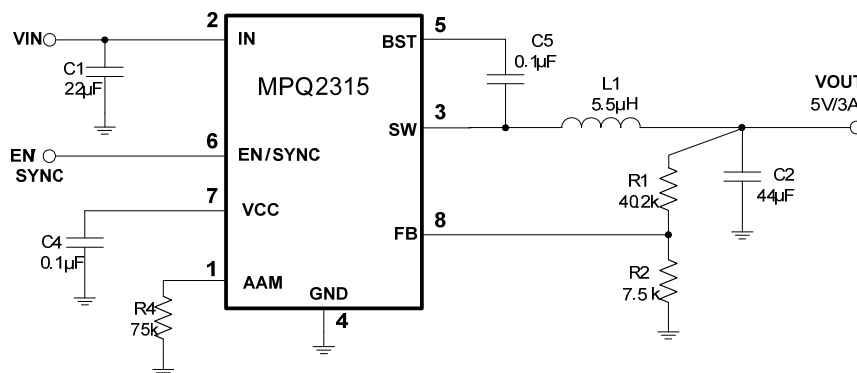 2
5
VIN
IN
BST
C5
0.1µF
C1
22µF
MPQ2315
L1
5.5µH
VOUT
5V/3A
3
SW
6
EN
SYNC
EN/SYNC
R1
40.2k
C2
44µF
7
VCC
8
FB
C4
0.1µF
1
AAM
R2
7.5 k
GND
R4
75k
4